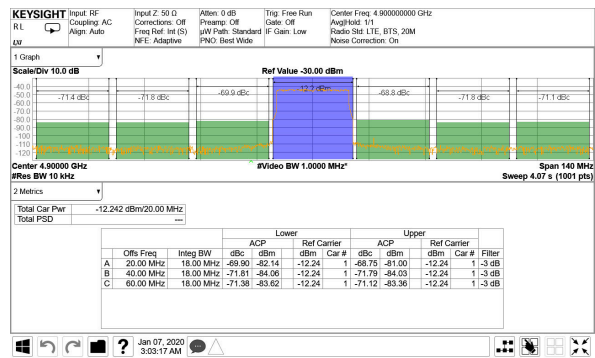 KEYSIGHT Input: RF Input Z: 50 Ω Atten: 0 dB Trig: Free Run Center Freq: 4.900000000 GHz
RL Coupling: AC Corrections: Off Preamp: Off Gate: Off Avg|Hold: 1/1
Align: Auto Freq Ref: Int (S) µW Path: Standard IF Gain: Low Radio Std: LTE, BTS, 20M
LXI NFE: Adaptive PNO: Best Wide Noise Correction: On
1 Graph
Scale/Div 10.0 dB Ref Value -30.00 dBm
-40.0 -12.2 dBm
-50.0 -71.4 dBc -71.8 dBc -69.9 dBc -68.8 dBc -71.8 dBc -71.1 dBc
-60.0
-70.0
-80.0
-90.0
-100
-110
-120
Center 4.90000 GHz #Video BW 1.0000 MHz* Span 140 MHz
#Res BW 10 kHz Sweep 4.07 s (1001 pts)
2 Metrics
Total Car Pwr -12.242 dBm/20.00 MHz
Total PSD ---
Lower Upper
ACP Ref Carrier ACP Ref Carrier
Offs Freq Integ BW dBc dBm dBm Car # dBc dBm dBm Car # Filter
A 20.00 MHz 18.00 MHz -69.90 -82.14 -12.24 1 -68.75 -81.00 -12.24 1 -3 dB
B 40.00 MHz 18.00 MHz -71.81 -84.06 -12.24 1 -71.79 -84.03 -12.24 1 -3 dB
C 60.00 MHz 18.00 MHz -71.38 -83.62 -12.24 1 -71.12 -83.36 -12.24 1 -3 dB
? Jan 07, 2020
3:03:17 AM